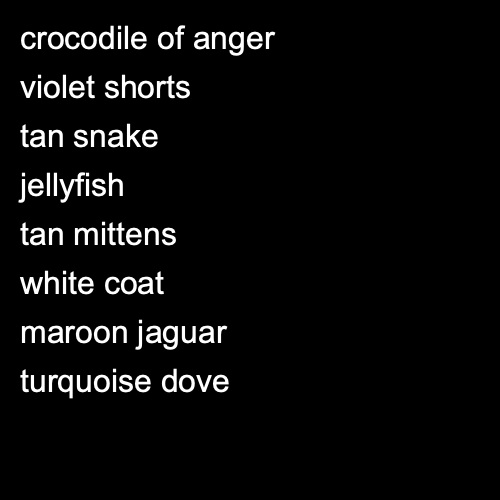 crocodile of anger
violet shorts
tan snake
jellyfish
tan mittens
white coat
maroon jaguar
turquoise dove